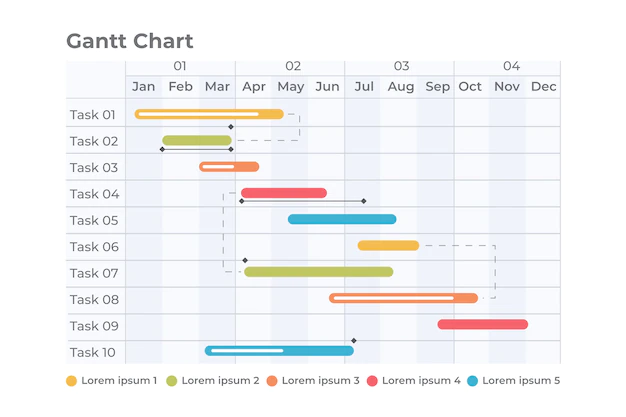 Gantt Chart
01 02 03 04
Jan Feb Mar Apr May Jun Jul Aug Sep Oct Nov Dec
Task 01
Task 02
Task 03
Task 04
Task 05
Task 06
Task 07
Task 08
Task 09
Task 10
Lorem ipsum 1 Lorem ipsum 2 Lorem ipsum 3 Lorem ipsum 4 Lorem ipsum 5